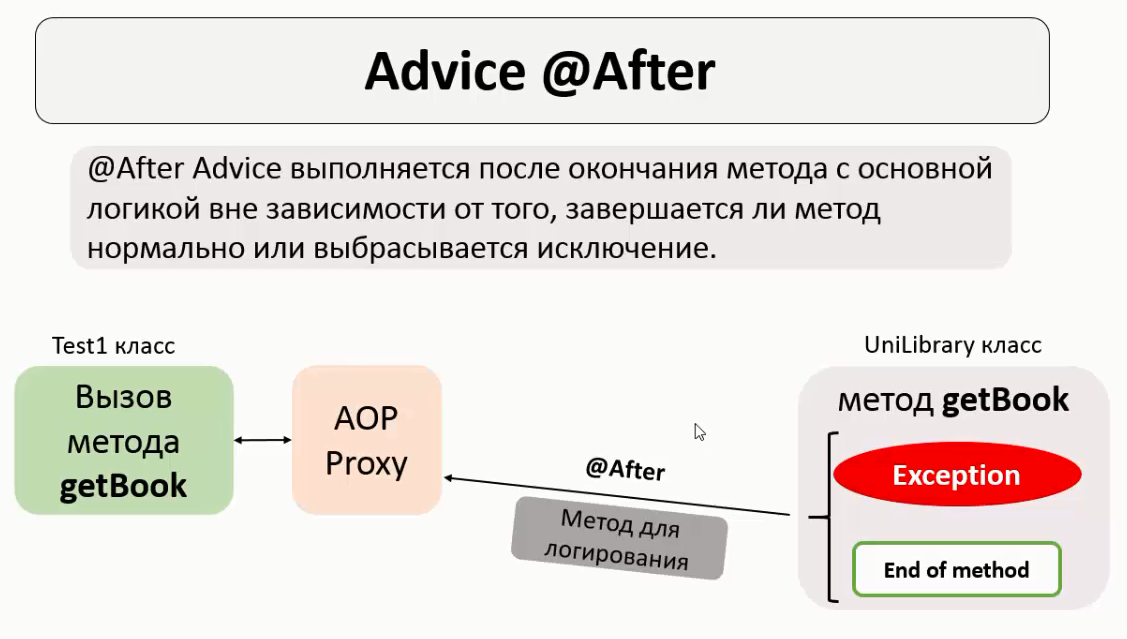 Advice @After
@After Advice выполняется после окончания метода с основной
логикой вне зависимости от того, завершается ли метод
нормально или выбрасывается исключение.
Test1 класс
Вызов
метода
getBook
AOP
Proxy
@After
Метод для
логирования
UniLibrary класс
метод getBook
Exception
End of method